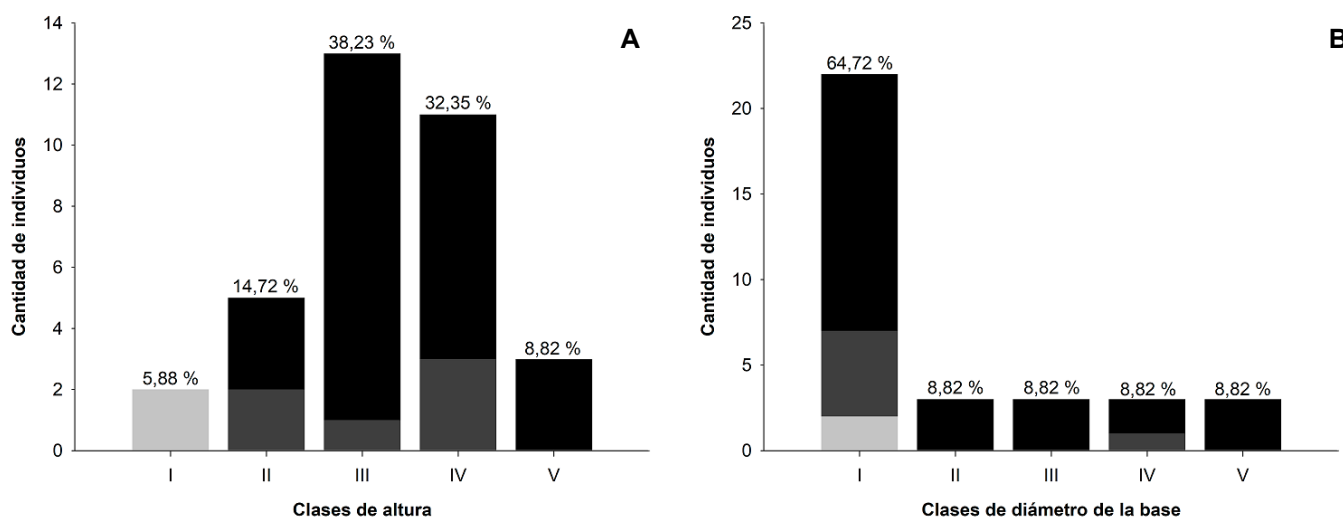 A
Cantidad de individuos
14
12
10
8
6
4
2
0
5,88 %
14,72 %
38,23 %
32,35 %
8,82 %
I
II
III
IV
V
Clases de altura
B
Cantidad de individuos
25
20
15
10
5
0
64,72 %
8,82 %
8,82 %
8,82 %
8,82 %
I
II
III
IV
V
Clases de diámetro de la base